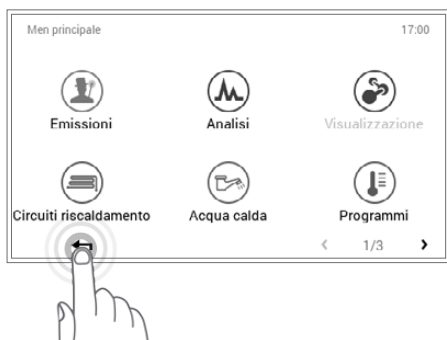 Men principale 17:00
Emissioni Analisi Visualizzazione
Circuiti riscaldamento Acqua calda Programmi
1/3